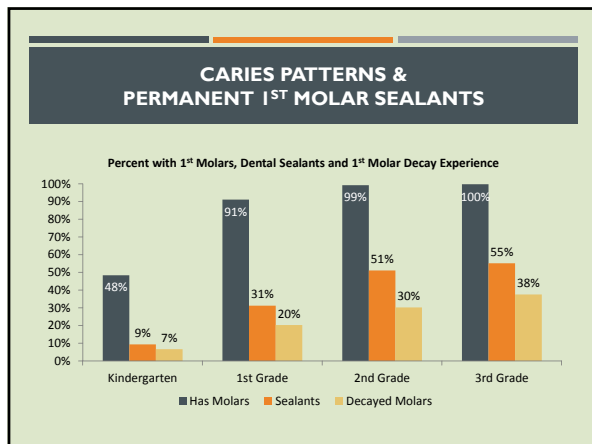 CARIES PATTERNS &
PERMANENT 1ST MOLAR SEALANTS
Percent with 1st Molars, Dental Sealants and 1st Molar Decay Experience
100%
90%
80%
70%
60%
50%
40%
30%
20%
10%
0%
48%
9%
7%
91%
31%
20%
99%
51%
30%
100%
55%
38%
Kindergarten
1st Grade
2nd Grade
3rd Grade
Has Molars
Sealants
Decayed Molars